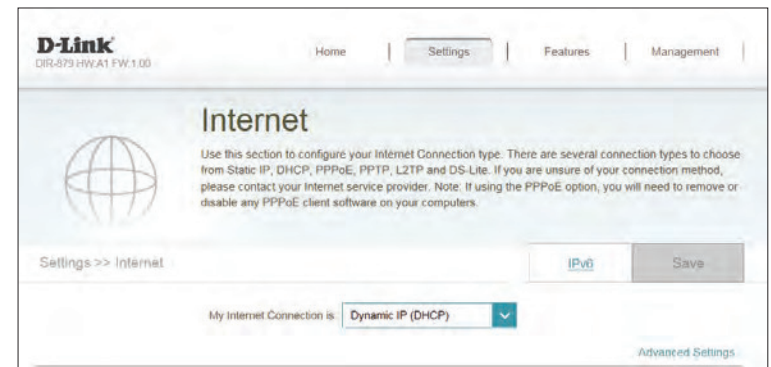 D-Link
DIR-879 HW:A1 FW:1.00
Home | Settings | Features | Management |
Internet
Use this section to configure your Internet Connection type. There are several connection types to choose
from Static IP, DHCP, PPPoE, PPTP, L2TP and DS-Lite. If you are unsure of your connection method,
please contact your Internet service provider. Note: If using the PPPoE option, you will need to remove or
disable any PPPoE client software on your computers.
Settings >> Internet
IPv6
Save
My Internet Connection is
Dynamic IP (DHCP)
Advanced Settings